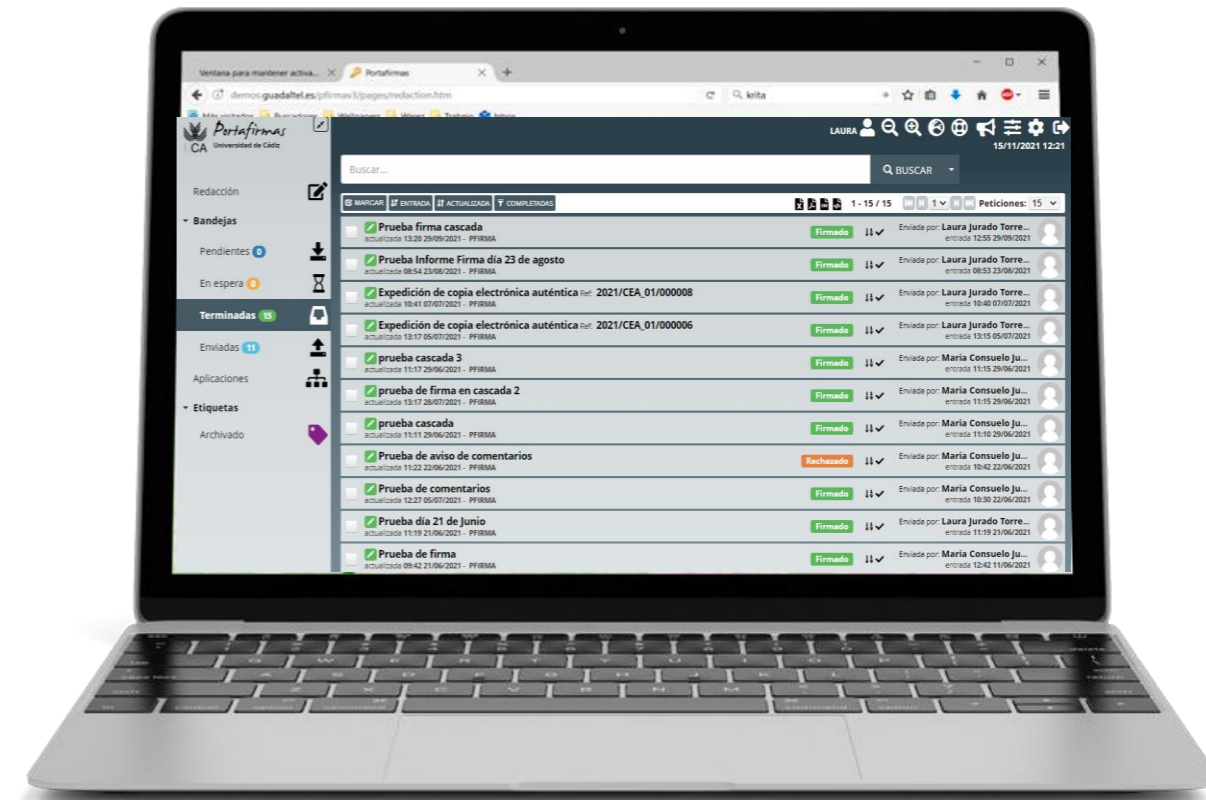 Ventana para mantener activa... Portafirmas
demos.guadaltel.es/pfirmav3/pages/redaction.htm krita
Portafirmas
UCA Universidad de Cádiz
LAURA
15/11/2021 12:21
Buscar...
BUSCAR
Redacción
Bandejas
Pendientes 0
En espera 0
Terminadas 15
Enviadas 11
Aplicaciones
Etiquetas
Archivado
MARCAR ENTRADA ACTUALIZADA COMPLETADAS 1 - 15 / 15 1 Peticiones: 15
Prueba firma cascada Firmado Enviada por: Laura Jurado Torre...
actualizada 13:20 29/09/2021 - PFIRMA entrada 12:55 29/09/2021
Prueba Informe Firma día 23 de agosto Firmado Enviada por: Laura Jurado Torre...
actualizada 08:54 23/08/2021 - PFIRMA entrada 08:53 23/08/2021
Expedición de copia electrónica auténtica Ref: 2021/CEA_01/000008 Firmado Enviada por: Laura Jurado Torre...
actualizada 10:41 07/07/2021 - PFIRMA entrada 10:40 07/07/2021
Expedición de copia electrónica auténtica Ref: 2021/CEA_01/000006 Firmado Enviada por: Laura Jurado Torre...
actualizada 13:17 05/07/2021 - PFIRMA entrada 13:15 05/07/2021
prueba cascada 3 Firmado Enviada por: Maria Consuelo Ju...
actualizada 11:17 29/06/2021 - PFIRMA entrada 11:15 29/06/2021
prueba de firma en cascada 2 Firmado Enviada por: Maria Consuelo Ju...
actualizada 13:17 28/07/2021 - PFIRMA entrada 11:15 29/06/2021
prueba cascada Firmado Enviada por: Maria Consuelo Ju...
actualizada 11:11 29/06/2021 - PFIRMA entrada 11:10 29/06/2021
Prueba de aviso de comentarios Rechazado Enviada por: Maria Consuelo Ju...
actualizada 11:22 22/06/2021 - PFIRMA entrada 10:42 22/06/2021
Prueba de comentarios Firmado Enviada por: Maria Consuelo Ju...
actualizada 12:27 05/07/2021 - PFIRMA entrada 10:30 22/06/2021
Prueba día 21 de Junio Firmado Enviada por: Laura Jurado Torre...
actualizada 11:19 21/06/2021 - PFIRMA entrada 11:19 21/06/2021
Prueba de firma Firmado Enviada por: Maria Consuelo Ju...
actualizada 09:42 21/06/2021 - PFIRMA entrada 12:42 11/06/2021